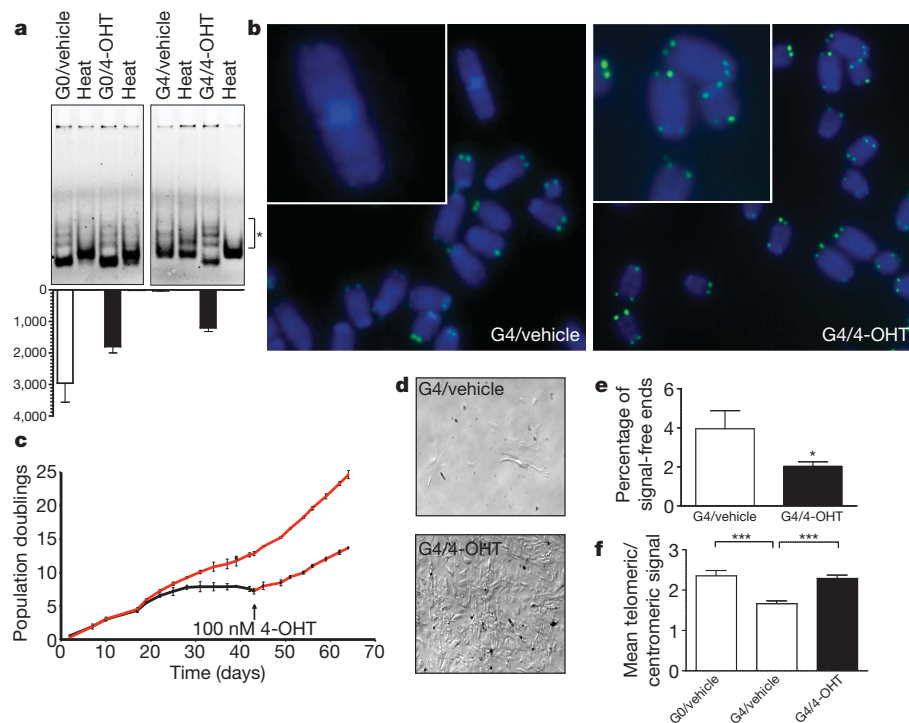 a
G0/vehicle
Heat
G0/4-OHT
Heat
G4/vehicle
Heat
G4/4-OHT
Heat
*
0
1,000
2,000
3,000
4,000
b
G4/vehicle
G4/4-OHT
c
Population doublings
25
20
15
10
5
0
0 10 20 30 40 50 60 70
100 nM 4-OHT
Time (days)
d
G4/vehicle
G4/4-OHT
e
Percentage of
signal-free ends
6
4
2
0
*
G4/vehicle
G4/4-OHT
f
Mean telomeric/
centromeric signal
3
2
1
0
*** ***
G0/vehicle
G4/vehicle
G4/4-OHT